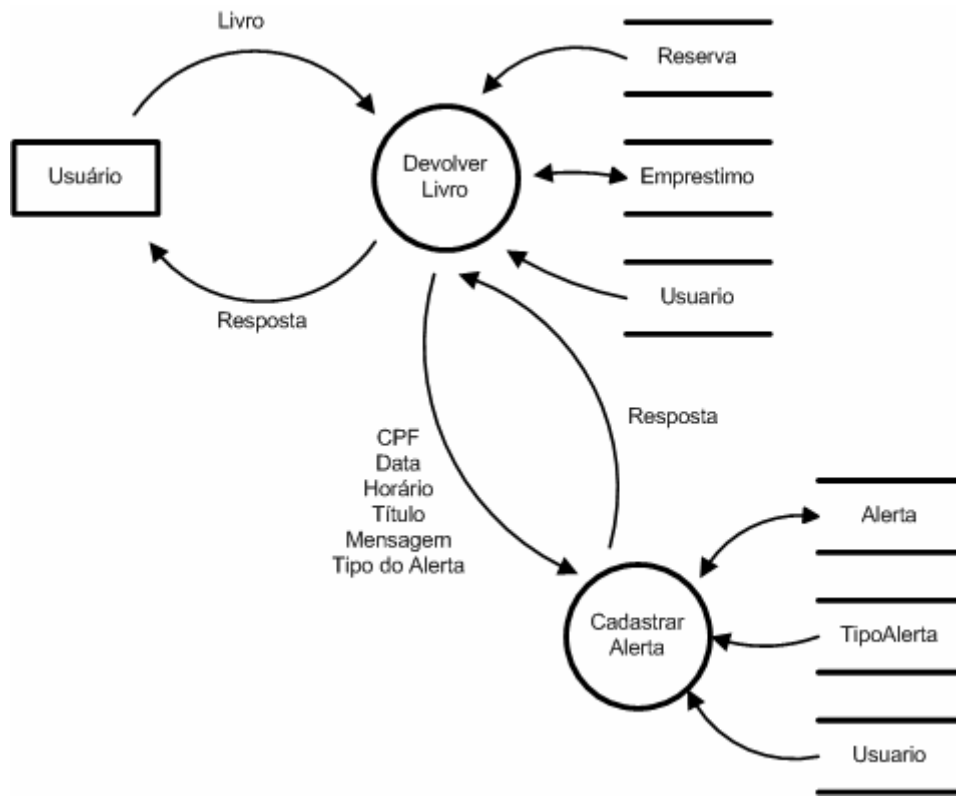 Livro
Reserva
Usuário
Devolver
Livro
Emprestimo
Resposta
Usuario
CPF
Data
Horário
Título
Mensagem
Tipo do Alerta
Resposta
Alerta
Cadastrar
Alerta
TipoAlerta
Usuario